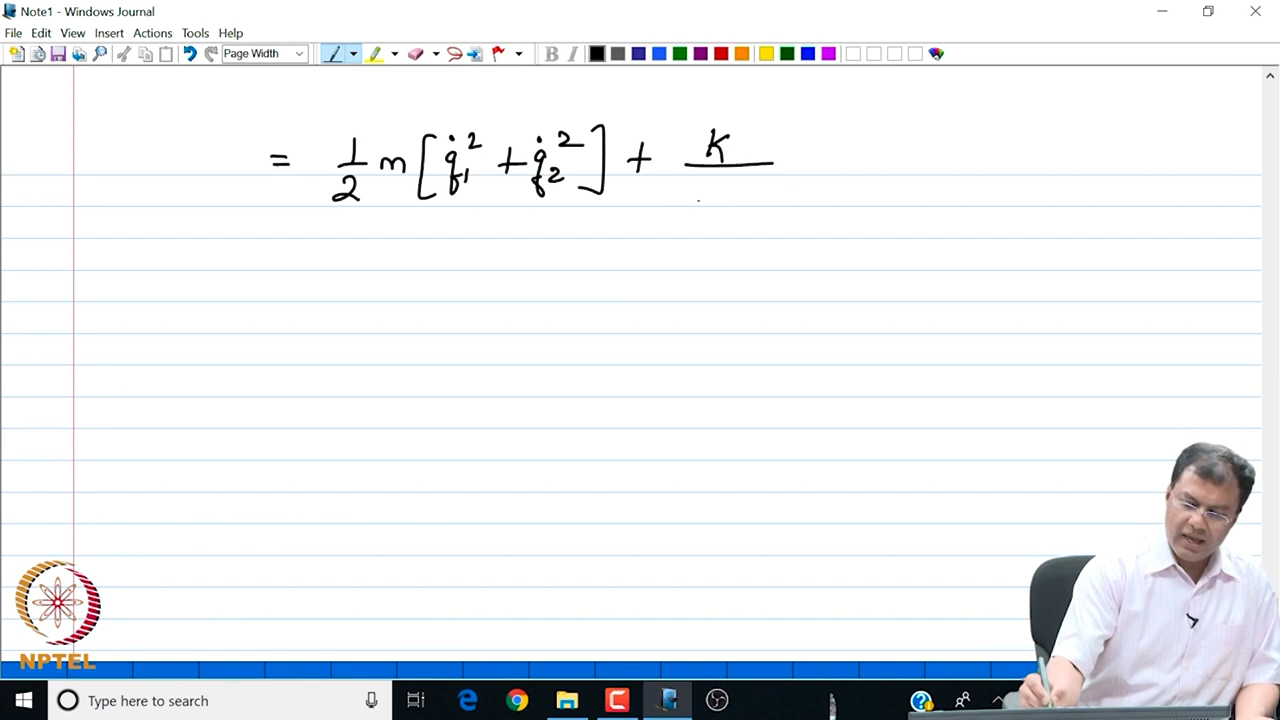 Note1 - Windows Journal
File Edit View Insert Actions Tools Help
Page Width
B I
= 1/2 m [q̇₁² + q̇₂²] + K/
NPTEL
Type here to search